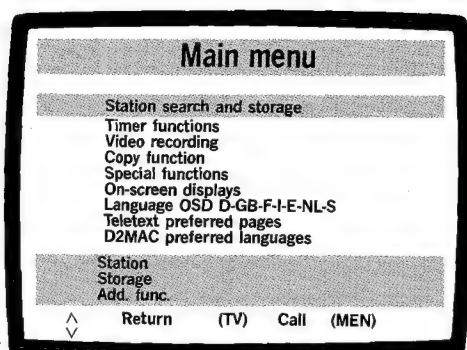 Main menu
Station search and storage
Timer functions
Video recording
Copy function
Special functions
On-screen displays
Language OSD D-GB-F-I-E-NL-S
Teletext preferred pages
D2MAC preferred languages
Station
Storage
Add. func.
Return (TV) Call (MEN)